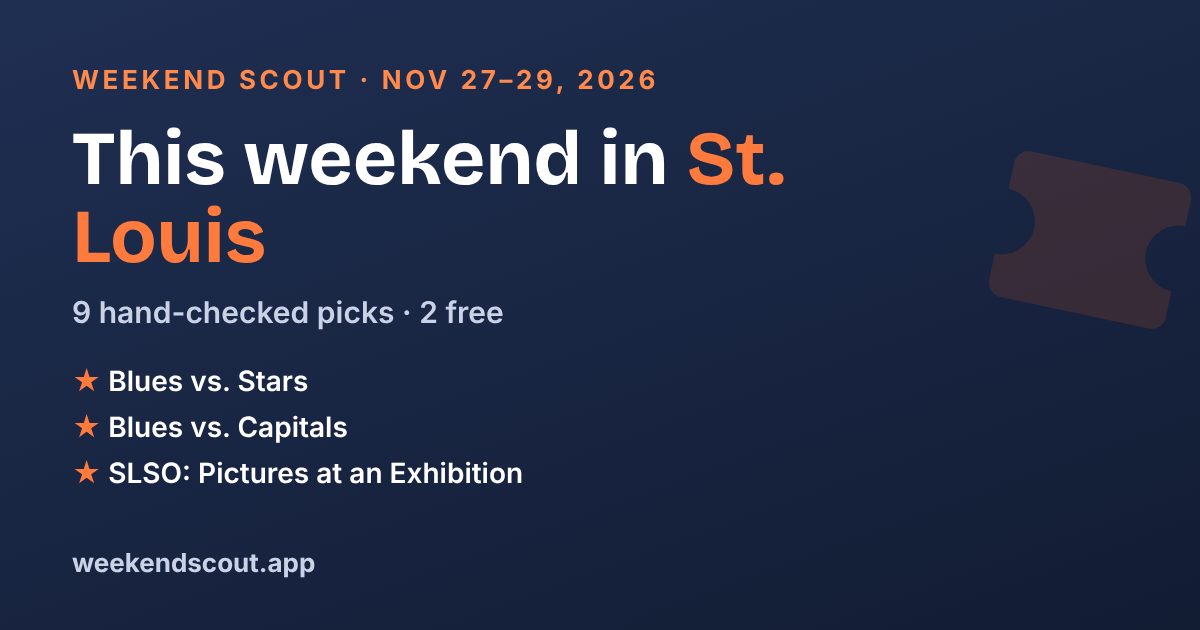 WEEKEND SCOUT · NOV 27–29, 2026
This weekend in St.
Louis
9 hand-checked picks · 2 free
★ Blues vs. Stars
★ Blues vs. Capitals
★ SLSO: Pictures at an Exhibition
weekendscout.app